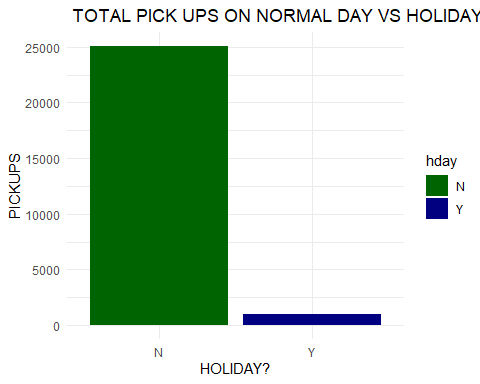 TOTAL PICK UPS ON NORMAL DAY VS HOLIDAY
PICKUPS
25000
20000
15000
10000
5000
0
N
Y
HOLIDAY?
hday
N
Y